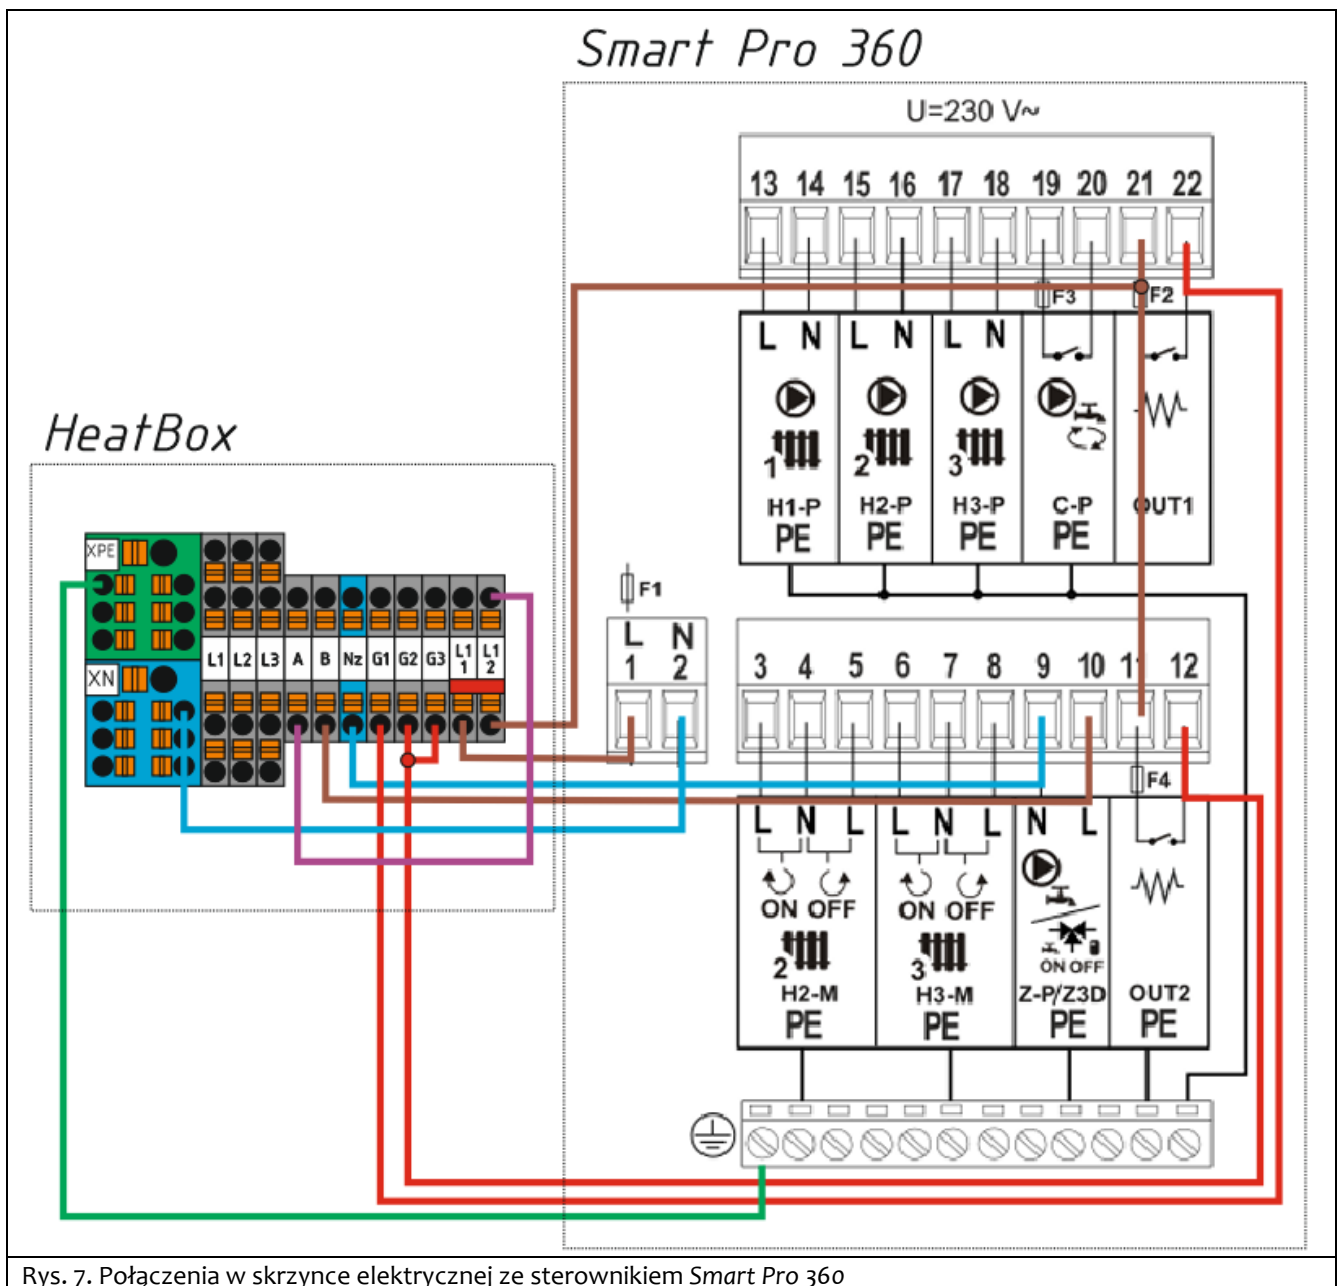 Smart Pro 360
U=230 V~
13 14 15 16 17 18 19 20 21 22
F3 F2
L N L N L N
1 2 3
H1-P H2-P H3-P C-P OUT1
PE PE PE PE
HeatBox
XPE
XN
L1 L2 L3 A B Nz G1 G2 G3 L1 1 L1 2
F1
L N
1 2
3 4 5 6 7 8 9 10 11 12
F4
L N L L N L N L
ON OFF ON OFF
ON OFF
2 3
H2-M H3-M Z-P/Z3D OUT2
PE PE PE PE
Rys. 7. Połączenia w skrzynce elektrycznej ze sterownikiem Smart Pro 360